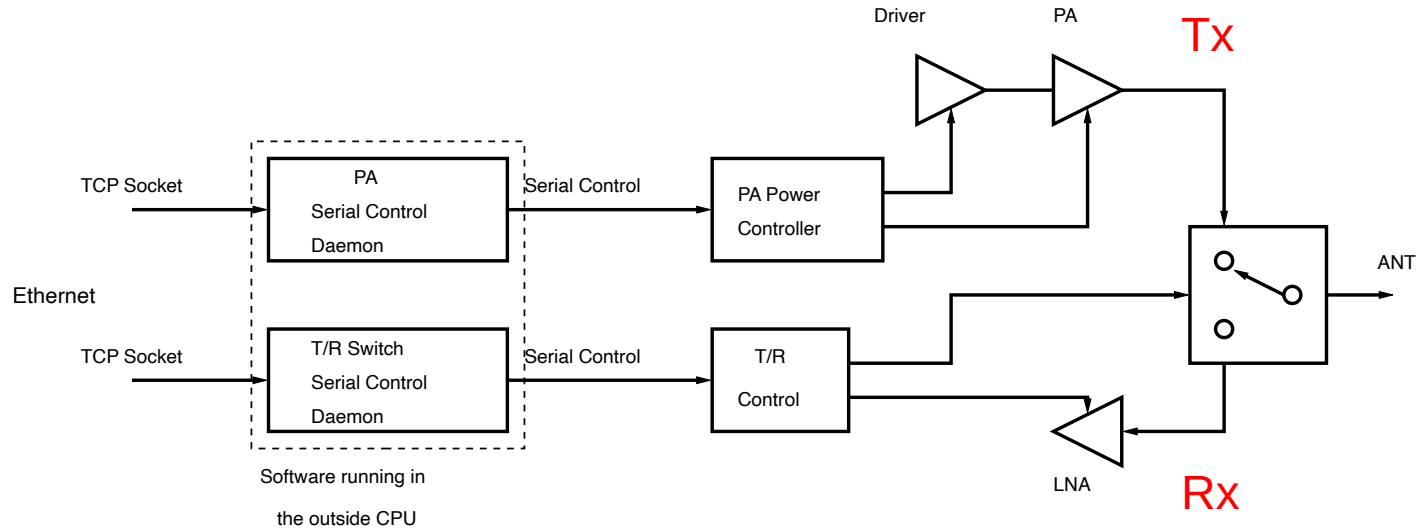 Driver
PA
Tx
TCP Socket
PA
Serial Control
Daemon
Serial Control
PA Power
Controller
ANT
Ethernet
TCP Socket
T/R Switch
Serial Control
Daemon
Serial Control
T/R
Control
LNA
Rx
Software running in
the outside CPU